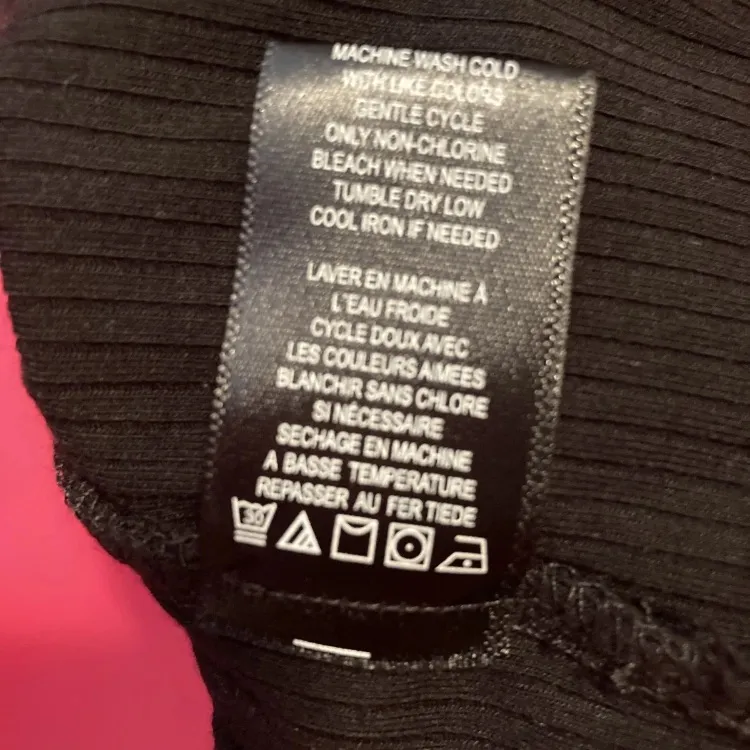 MACHINE WASH COLD
WITH LIKE COLORS
GENTLE CYCLE
ONLY NON-CHLORINE
BLEACH WHEN NEEDED
TUMBLE DRY LOW
COOL IRON IF NEEDED
LAVER EN MACHINE À
L'EAU FROIDE
CYCLE DOUX AVEC
LES COULEURS AIMEES
BLANCHIR SANS CHLORE
SI NÉCESSAIRE
SECHAGE EN MACHINE
A BASSE TEMPERATURE
REPASSER AU FER TIEDE
30